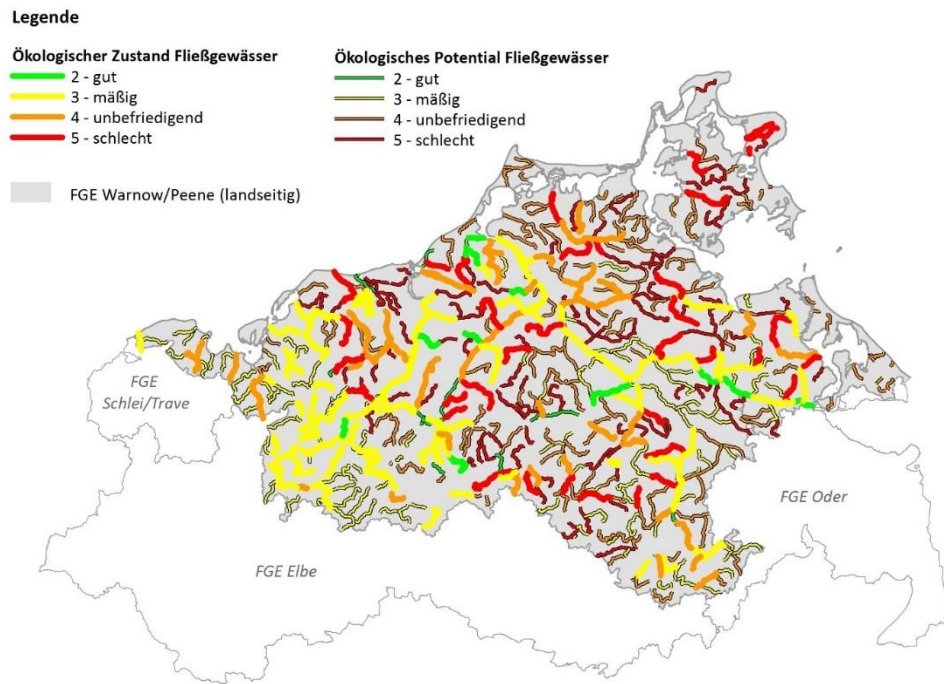 Legende
Ökologischer Zustand Fließgewässer
2 - gut
3 - mäßig
4 - unbefriedigend
5 - schlecht
Ökologisches Potential Fließgewässer
2 - gut
3 - mäßig
4 - unbefriedigend
5 - schlecht
FGE Warnow/Peene (landseitig)
FGE
Schlei/Trave
FGE Oder
FGE Elbe